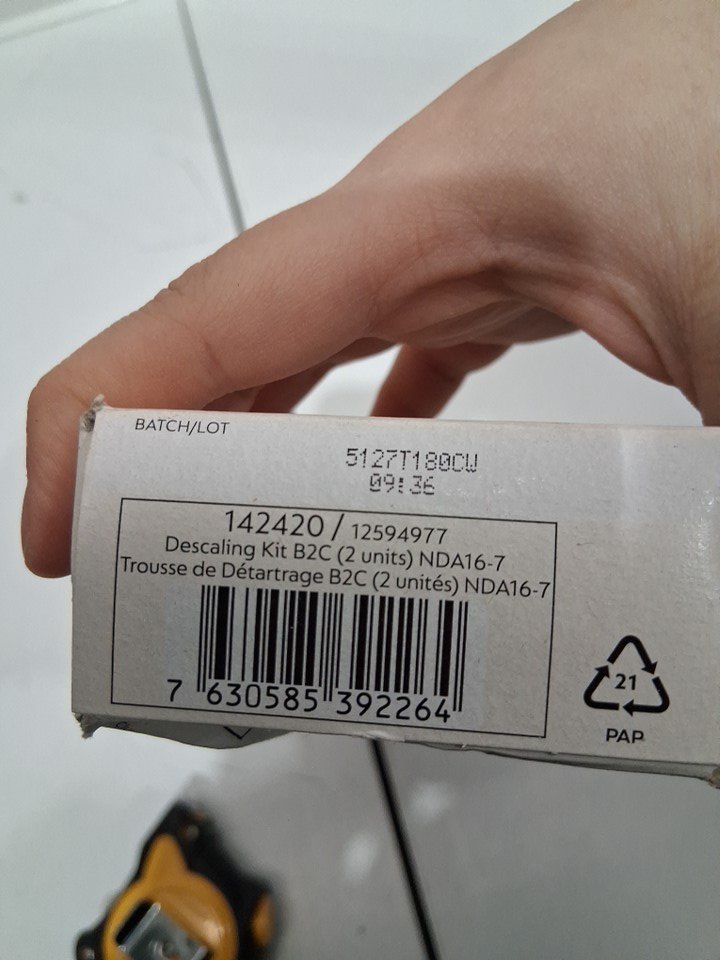 BATCH/LOT
5127T180CW
09:36
142420 / 12594977
Descaling Kit B2C (2 units) NDA16-7
Trousse de Détartrage B2C (2 unités) NDA16-7
7 630585 392264
21
PAP